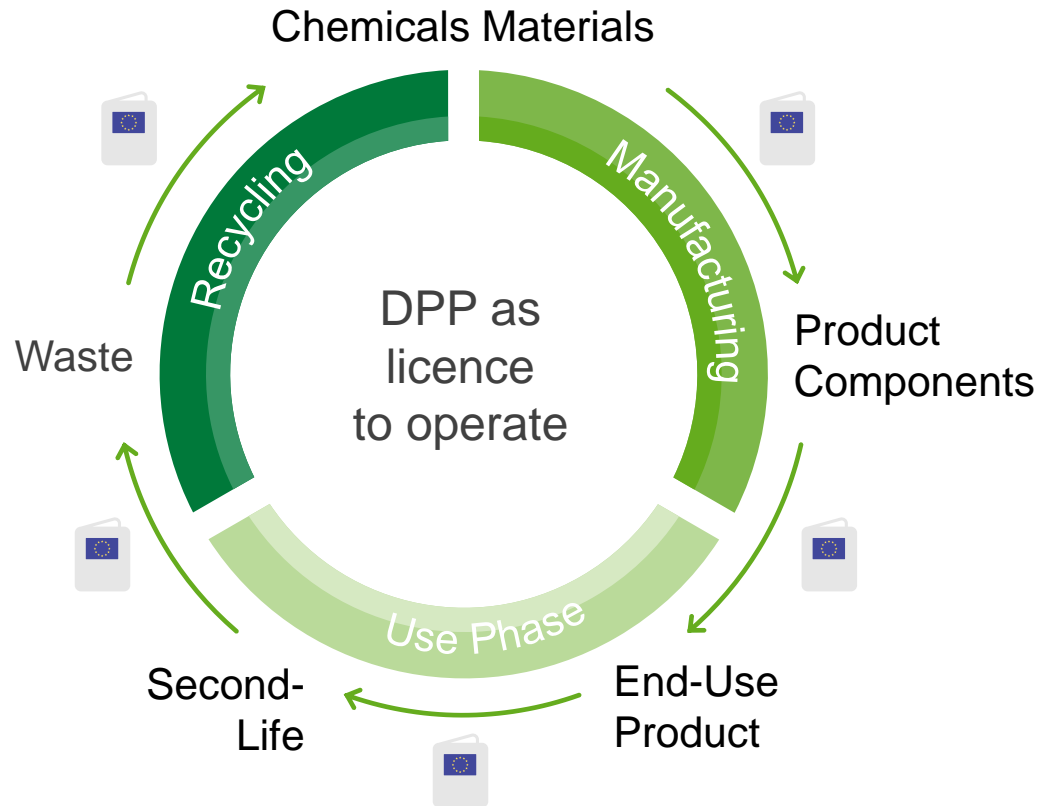 Chemicals Materials
Recycling
Manufacturing
DPP as
licence
to operate
Product
Components
Waste
Use Phase
Second-
Life
End-Use
Product